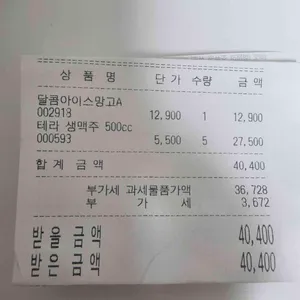 상 품 명 단 가 수량 금 액
달콤아이스망고A
002918 12,900 1 12,900
테라 생맥주 500cc
000593 5,500 5 27,500
합계 금액 40,400
부가세 과세물품가액 36,728
부 가 세 3,672
받을금액 40,400
받은금액 40,400